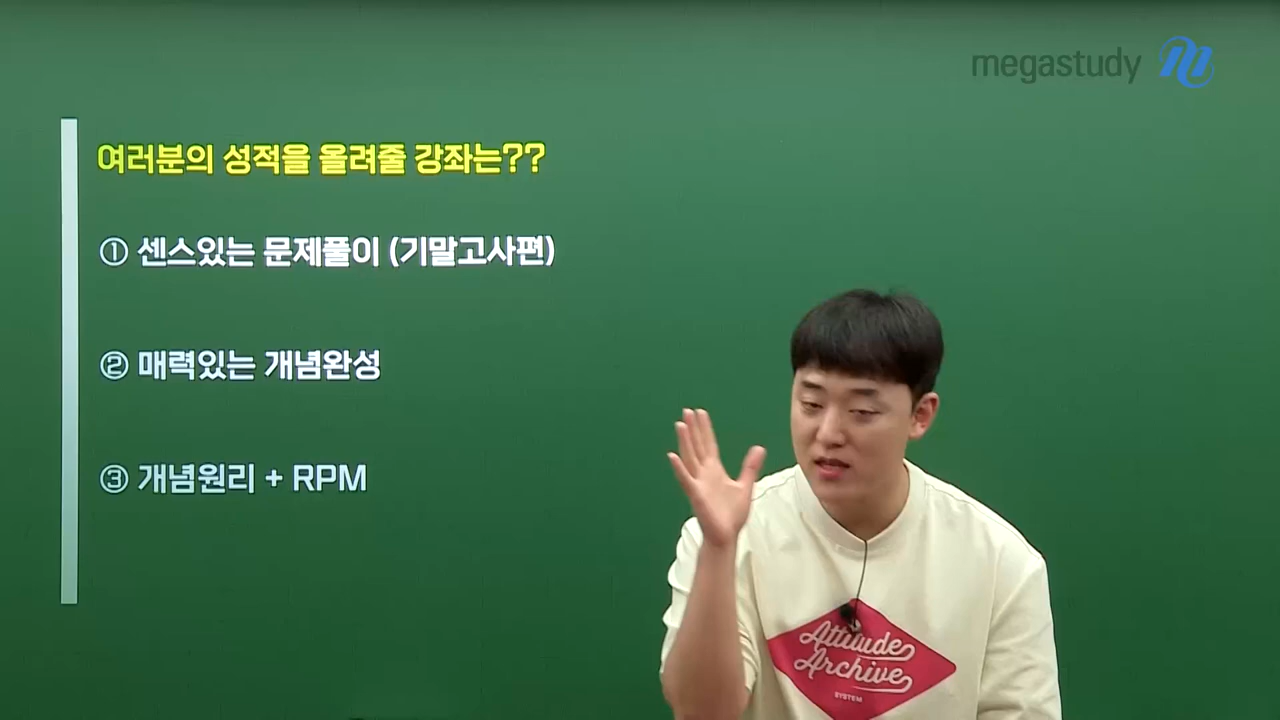 megastudy
여러분의 성적을 올려줄 강좌는??
① 센스있는 문제풀이 (기말고사편)
② 매력있는 개념완성
③ 개념원리 + RPM
Attitude
Archive
SYSTEM